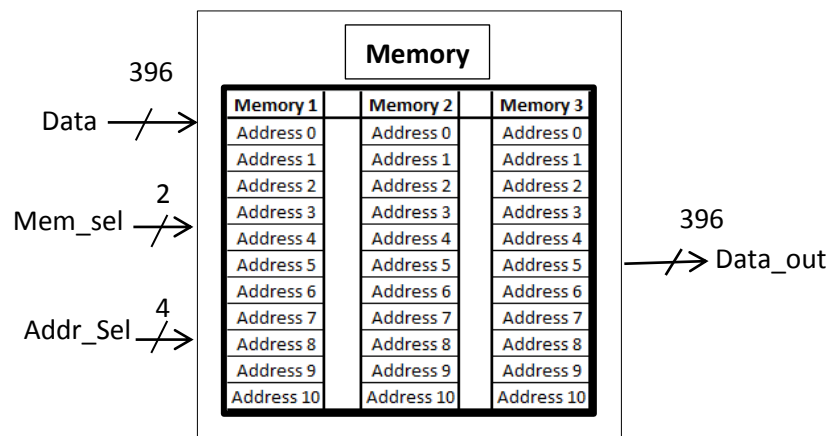 Memory
396
Data
2
Mem_sel
4
Addr_Sel
Memory 1 Memory 2 Memory 3
Address 0 Address 0 Address 0
Address 1 Address 1 Address 1
Address 2 Address 2 Address 2
Address 3 Address 3 Address 3
Address 4 Address 4 Address 4
Address 5 Address 5 Address 5
Address 6 Address 6 Address 6
Address 7 Address 7 Address 7
Address 8 Address 8 Address 8
Address 9 Address 9 Address 9
Address 10 Address 10 Address 10
396
Data_out